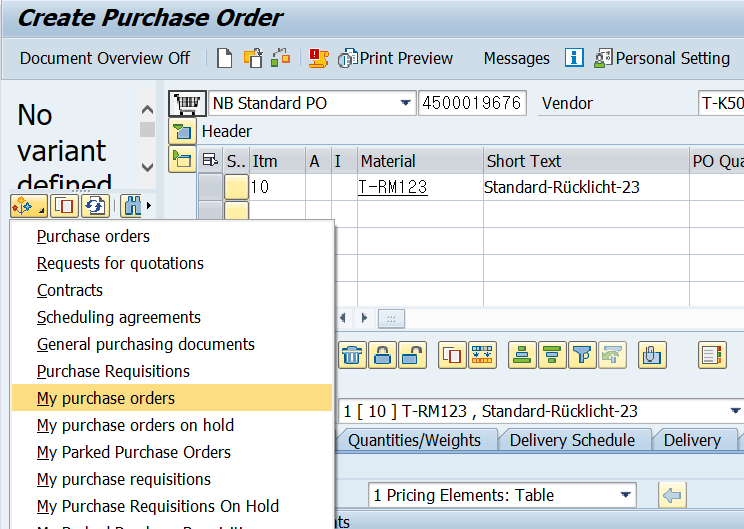 Create Purchase Order
Document Overview Off Print Preview Messages Personal Setting
No
variant
defined
NB Standard PO 4500019676 Vendor T-K50
Header
S.. Itm A I Material Short Text PO Qua
10 T-RM123 Standard-Rücklicht-23
Purchase orders
Requests for quotations
Contracts
Scheduling agreements
General purchasing documents
Purchase Requisitions
My purchase orders
My purchase orders on hold
My Parked Purchase Orders
My purchase requisitions
My Purchase Requisitions On Hold
1 [ 10 ] T-RM123 , Standard-Rücklicht-23
Quantities/Weights Delivery Schedule Delivery
1 Pricing Elements: Table